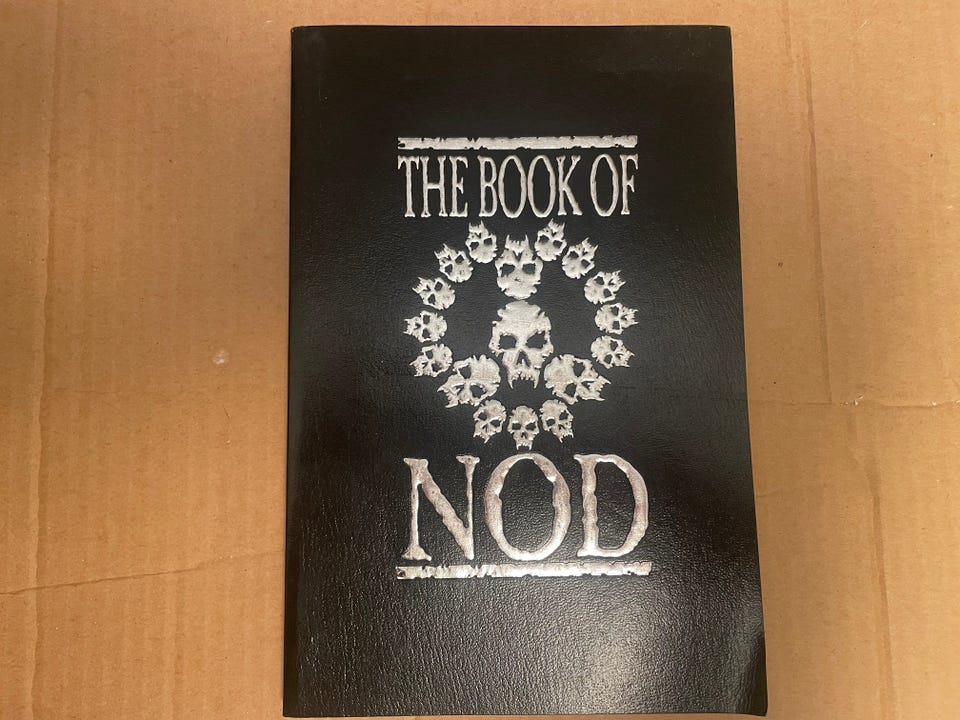 THE BOOK OF
NOD